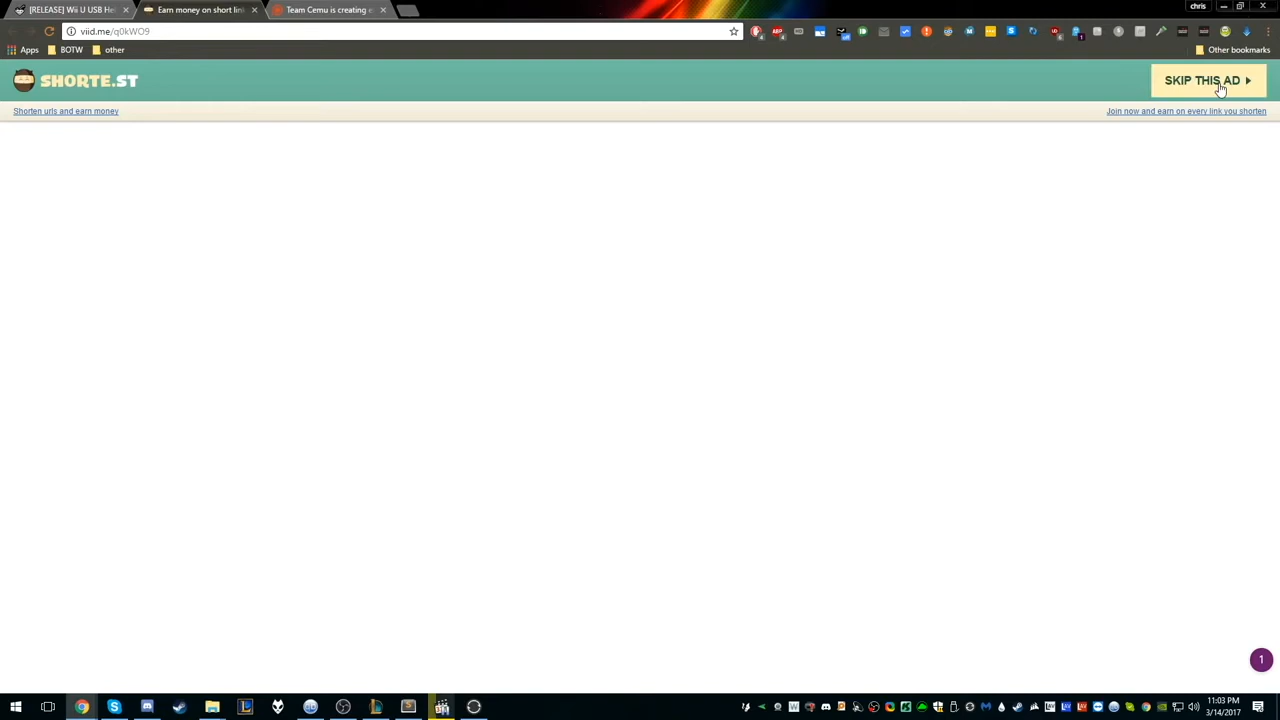 [RELEASE] Wii U USB He
Earn money on short lin
Team Cemu is creating e
chris
viid.me/q0kWO9
Apps
BOTW
other
Other bookmarks
SHORTE.ST
SKIP THIS AD
Shorten urls and earn money
Join now and earn on every link you shorten
1
11:03 PM
3/14/2017